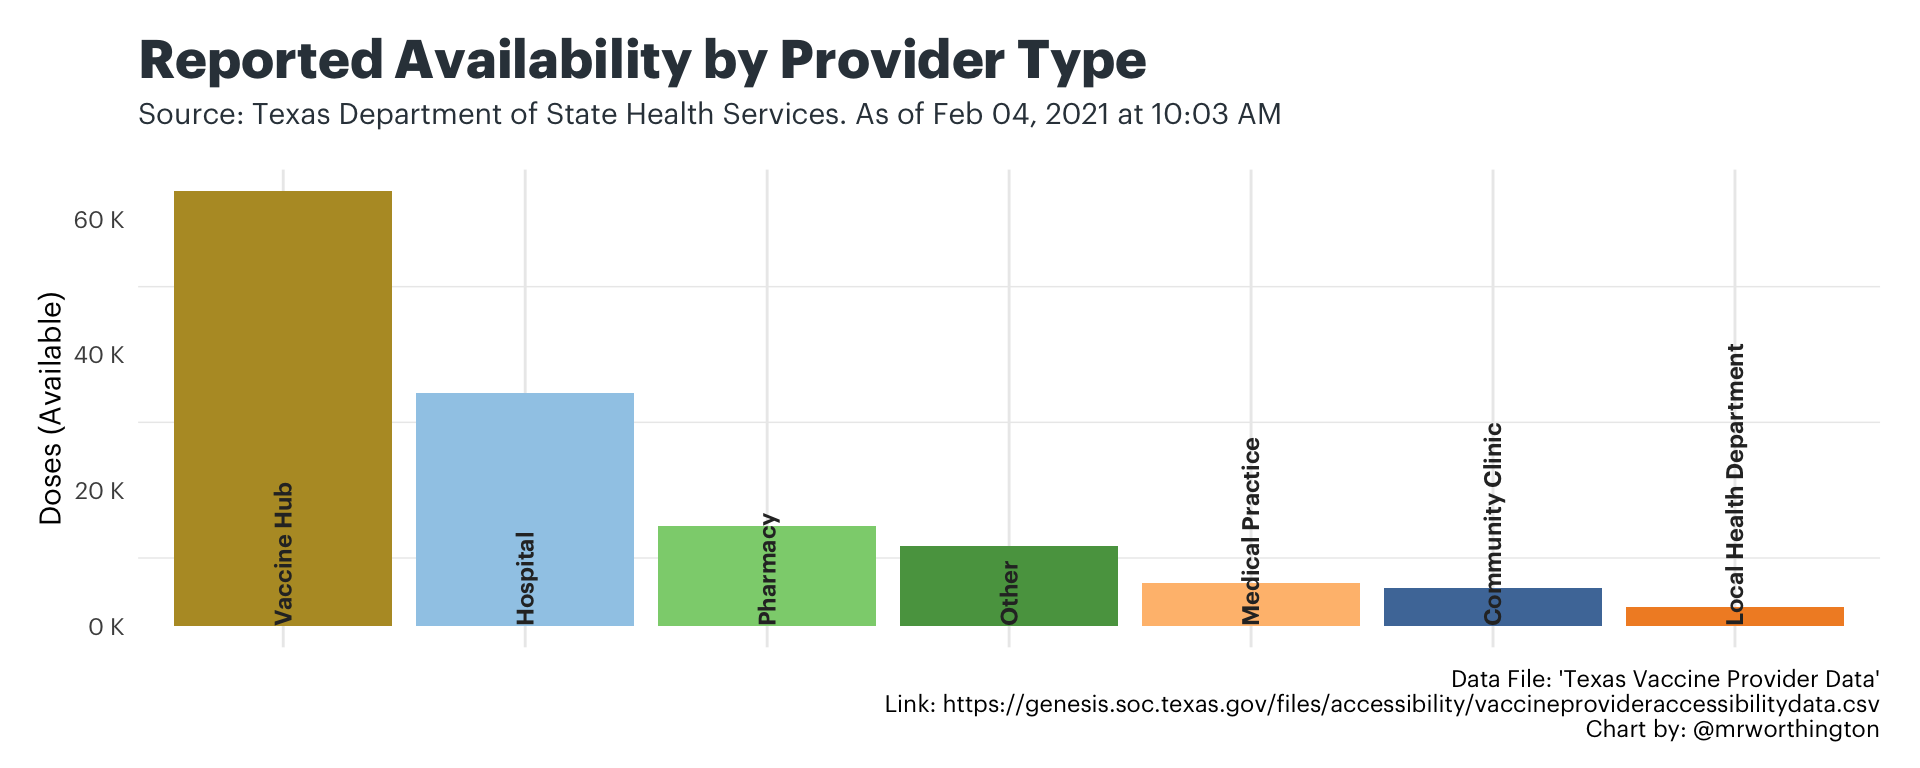 Reported Availability by Provider Type
Source: Texas Department of State Health Services. As of Feb 04, 2021 at 10:03 AM
Doses (Available)
60 K
40 K
20 K
0 K
Vaccine Hub
Hospital
Pharmacy
Other
Medical Practice
Community Clinic
Local Health Department
Data File: 'Texas Vaccine Provider Data'
Link: https://genesis.soc.texas.gov/files/accessibility/vaccineprovideraccessibilitydata.csv
Chart by: @mrworthington